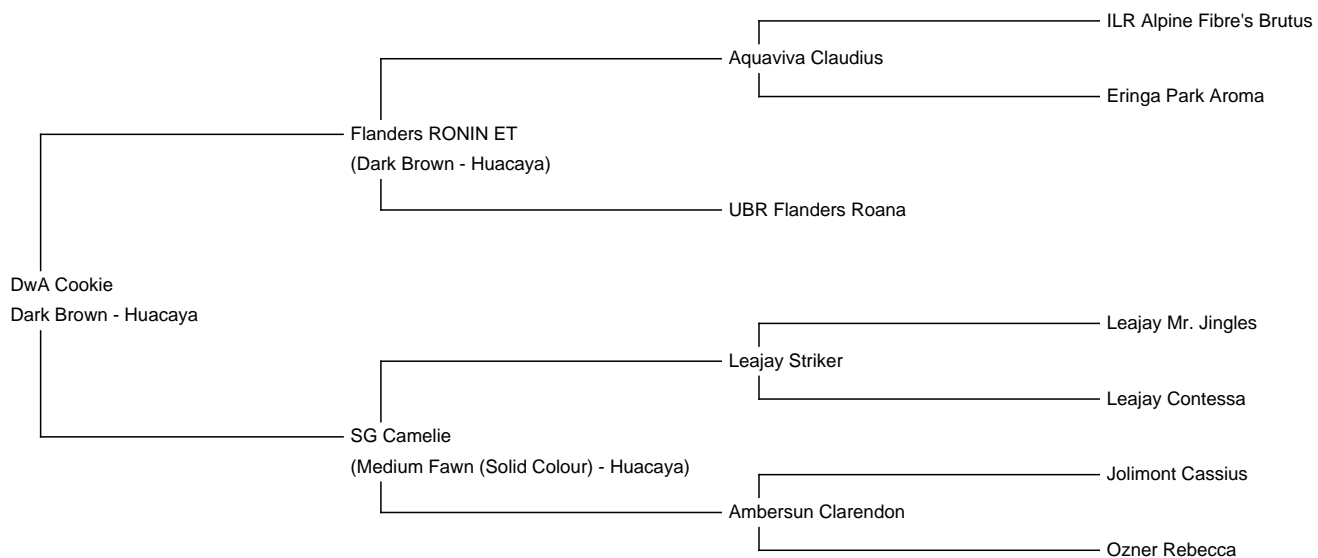 ILR Alpine Fibre's Brutus
Aquaviva Claudius
Eringa Park Aroma
Flanders RONIN ET
(Dark Brown - Huacaya)
UBR Flanders Roana
DwA Cookie
Dark Brown - Huacaya
Leajay Mr. Jingles
Leajay Striker
Leajay Contessa
SG Camelie
(Medium Fawn (Solid Colour) - Huacaya)
Jolimont Cassius
Ambersun Clarendon
Ozner Rebecca